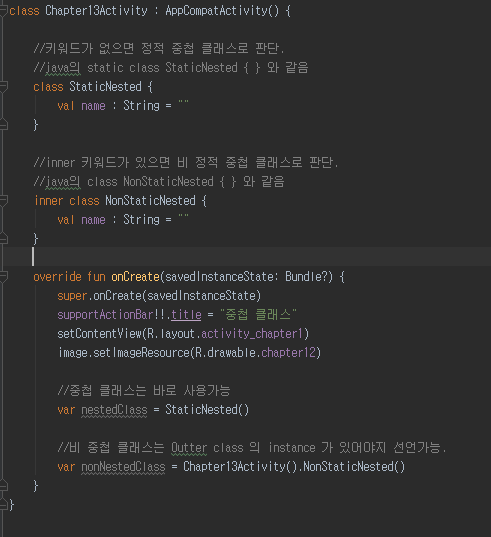 class Chapter13Activity : AppCompatActivity() {
//키워드가 없으면 정적 중첩 클래스로 판단.
//java의 static class StaticNested { } 와 같음
class StaticNested {
val name : String = ""
}
//inner 키워드가 있으면 비 정적 중첩 클래스로 판단.
//java의 class NonStaticNested { } 와 같음
inner class NonStaticNested {
val name : String = ""
}
override fun onCreate(savedInstanceState: Bundle?) {
super.onCreate(savedInstanceState)
supportActionBar!!.title = "중첩 클래스"
setContentView(R.layout.activity_chapter1)
image.setImageResource(R.drawable.chapter12)
//중첩 클래스는 바로 사용가능
var nestedClass = StaticNested()
//비 중첩 클래스는 Outter class 의 instance 가 있어야지 선언가능.
var nonNestedClass = Chapter13Activity().NonStaticNested()
}
}